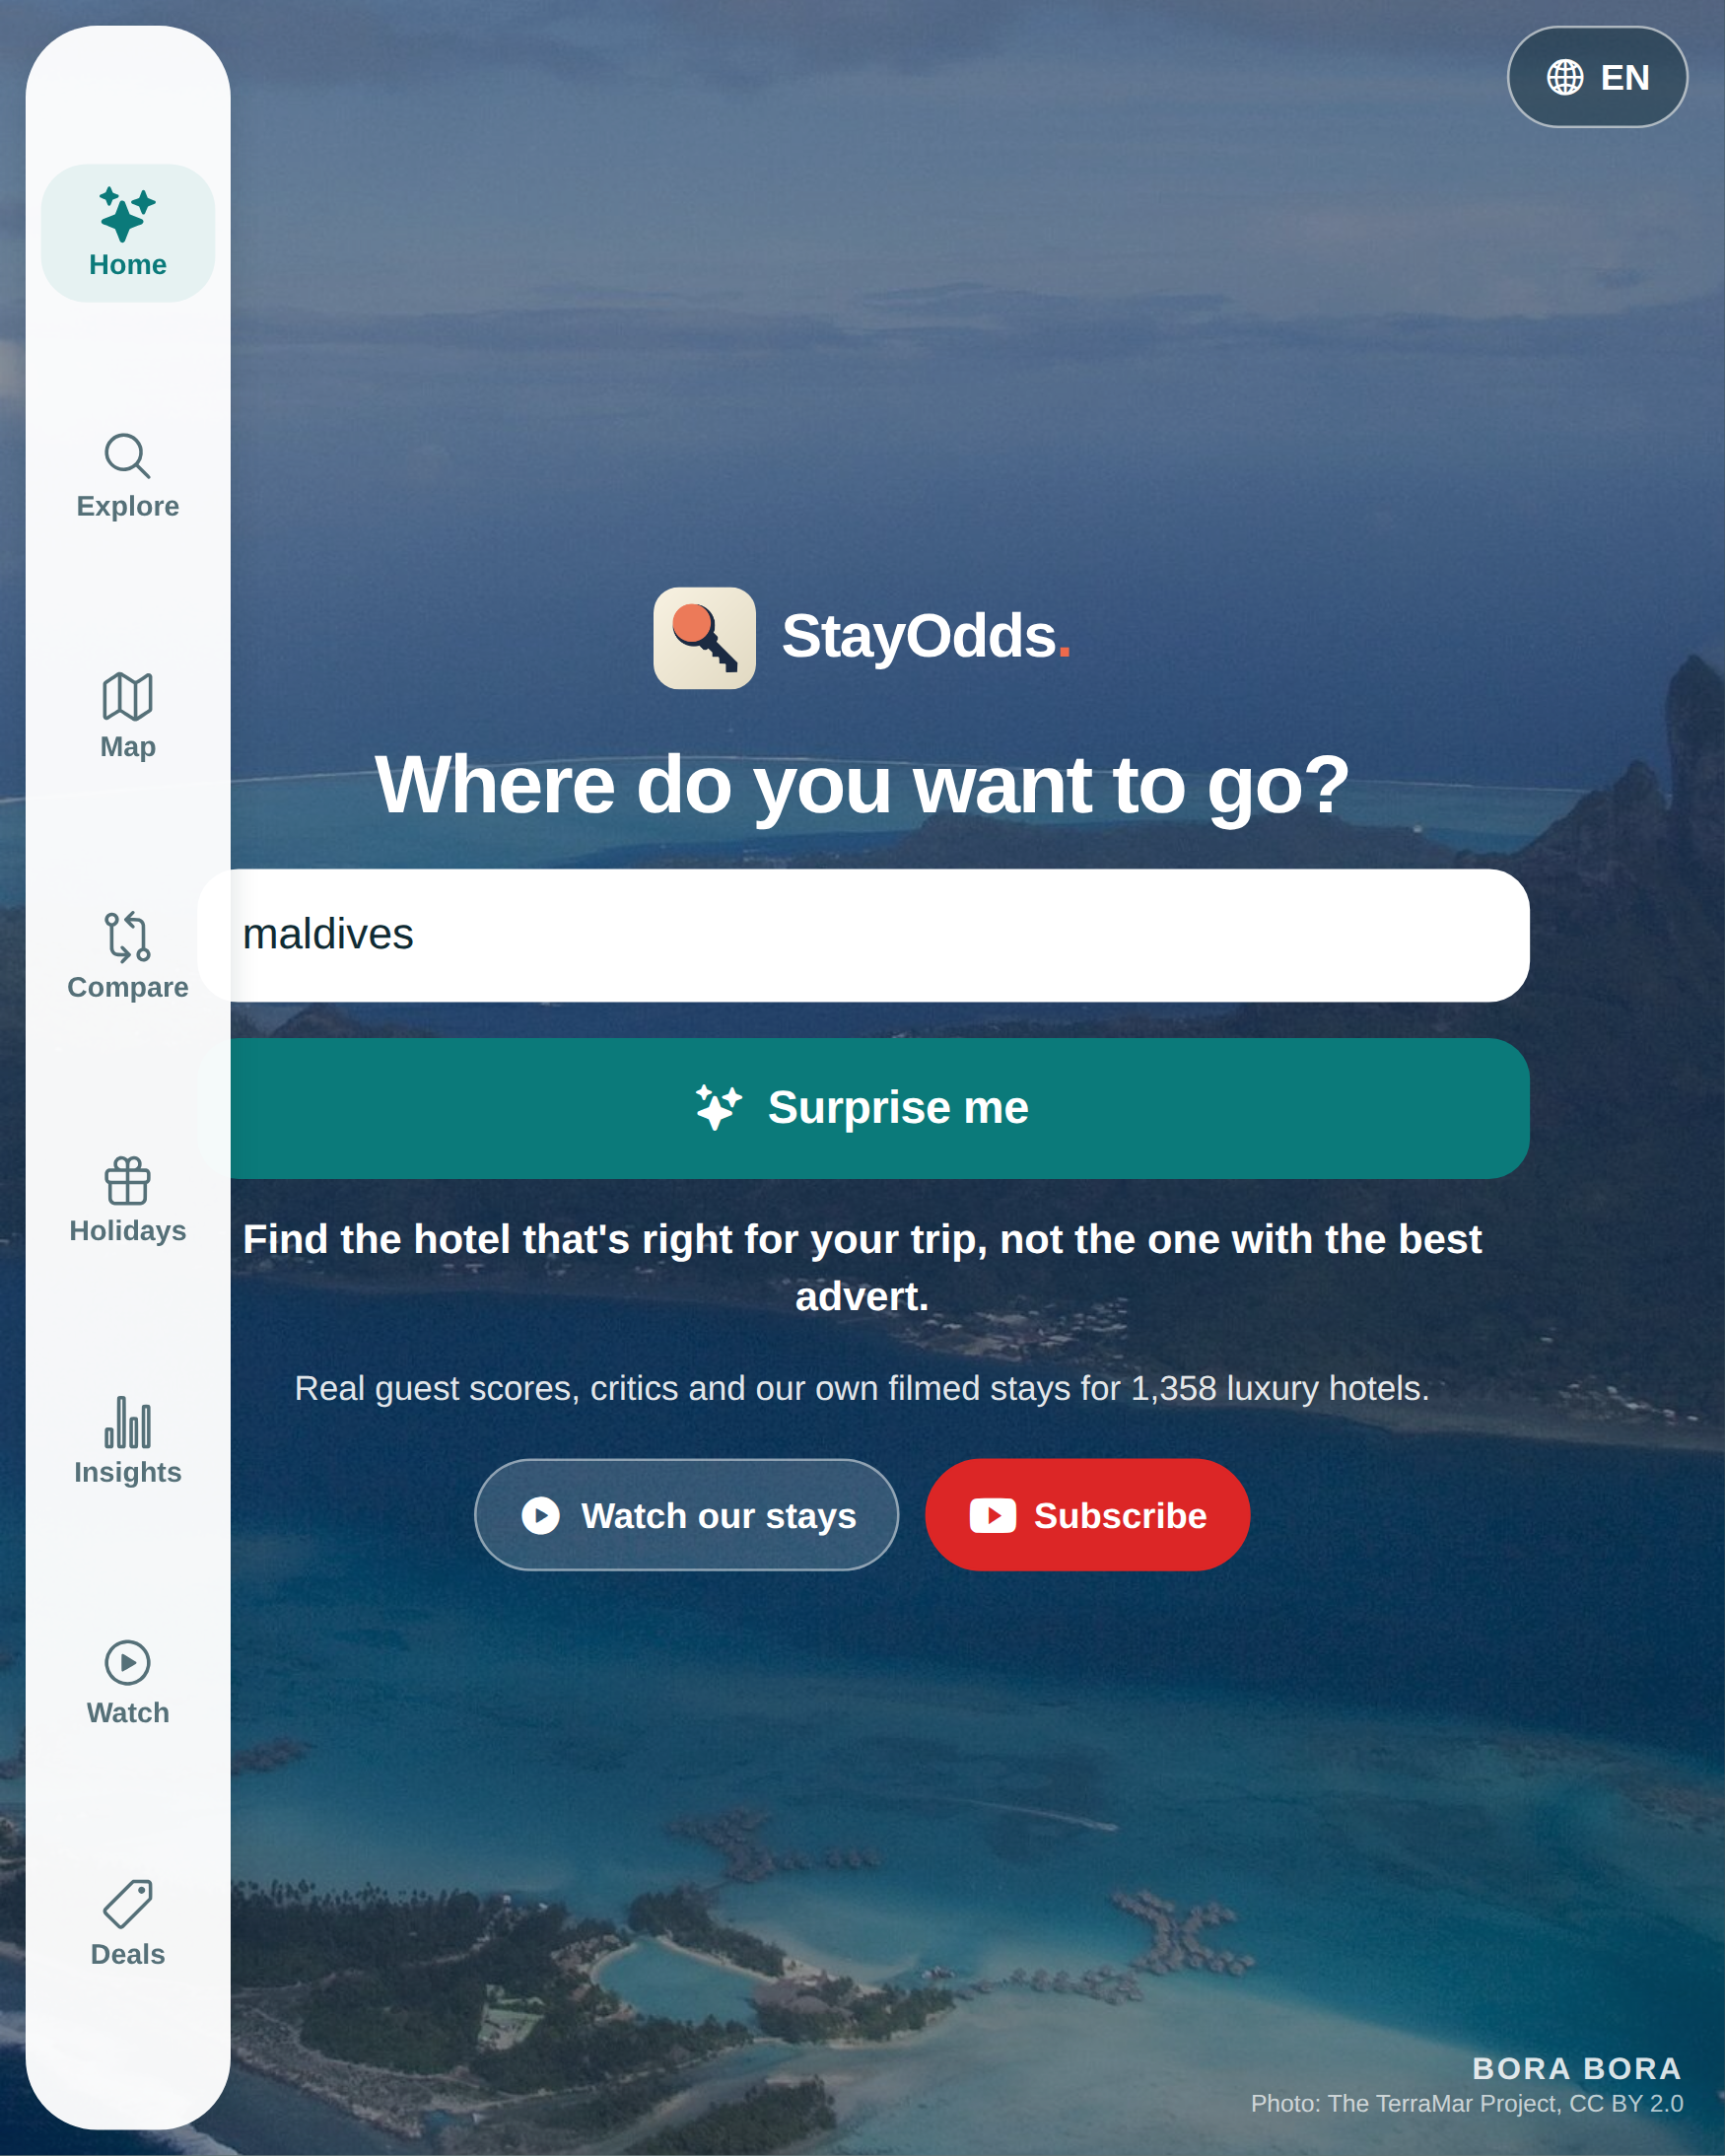 EN
Home
Explore
Map
Compare
Holidays
Insights
Watch
Deals
StayOdds.
Where do you want to go?
maldives
Surprise me
Find the hotel that's right for your trip, not the one with the best
advert.
Real guest scores, critics and our own filmed stays for 1,358 luxury hotels.
Watch our stays
Subscribe
BORA BORA
Photo: The TerraMar Project, CC BY 2.0